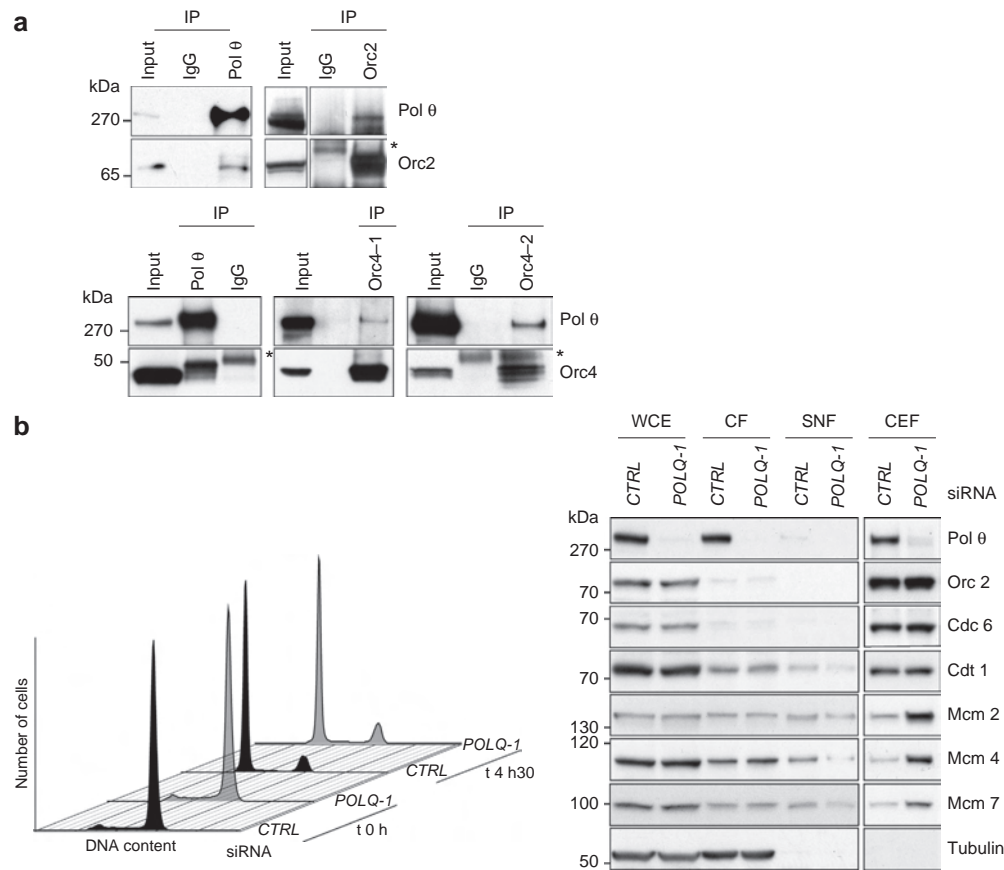 a
IP
IP
Input
IgG
Pol θ
Input
IgG
Orc2
kDa
270
Pol θ
65
*
Orc2
IP
IP
IP
Input
Pol θ
IgG
Input
Orc4–1
Input
IgG
Orc4–2
kDa
270
Pol θ
50
*
*
Orc4
b
Number of cells
DNA content
siRNA
CTRL
POLQ-1
t 0 h
CTRL
POLQ-1
t 4 h30
WCE
CF
SNF
CEF
CTRL
POLQ-1
CTRL
POLQ-1
CTRL
POLQ-1
CTRL
POLQ-1
siRNA
kDa
270
Pol θ
70
Orc 2
70
Cdc 6
70
Cdt 1
130
Mcm 2
120
Mcm 4
100
Mcm 7
50
Tubulin